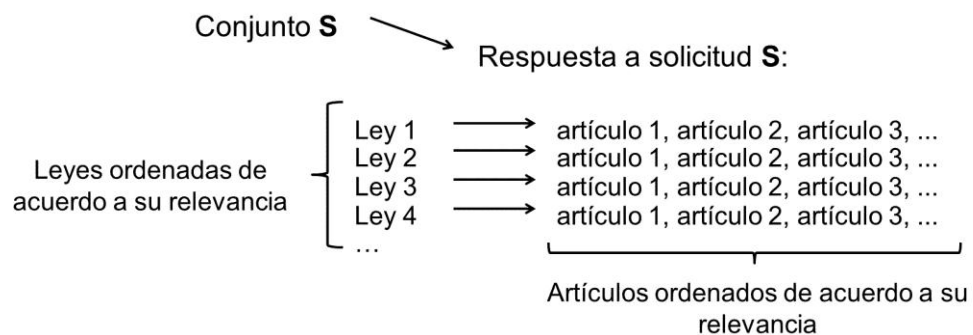 Conjunto S
Respuesta a solicitud S:
Leyes ordenadas de
acuerdo a su relevancia
Ley 1
artículo 1, artículo 2, artículo 3, ...
Ley 2
artículo 1, artículo 2, artículo 3, ...
Ley 3
artículo 1, artículo 2, artículo 3, ...
Ley 4
artículo 1, artículo 2, artículo 3, ...
...
Artículos ordenados de acuerdo a su
relevancia